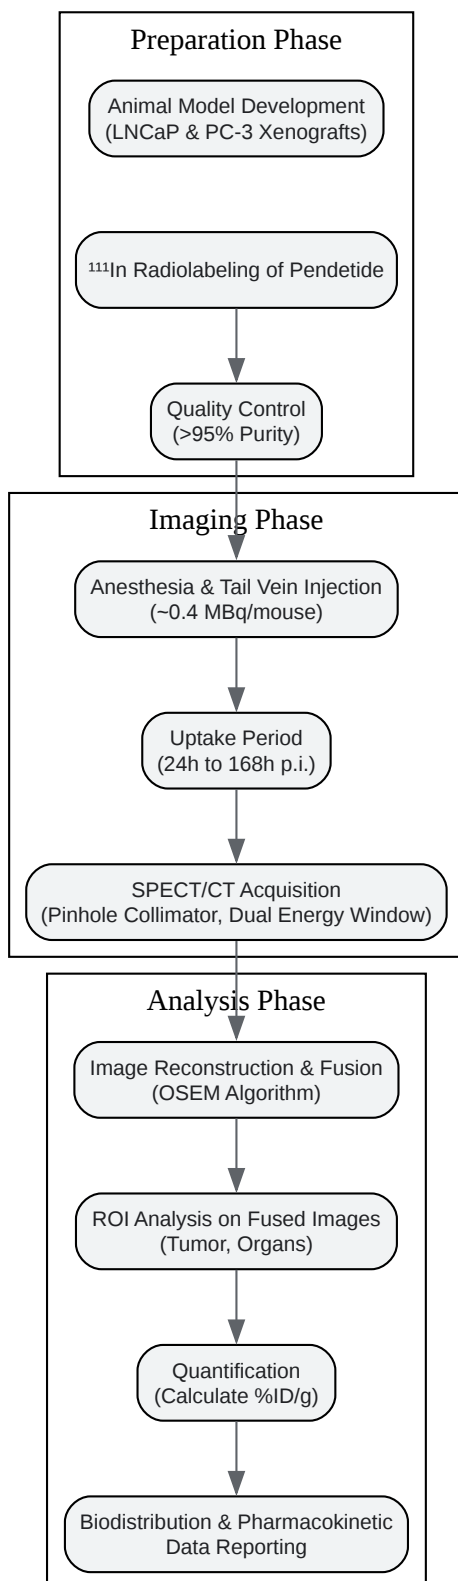 Preparation Phase
Animal Model Development
(LNCaP & PC-3 Xenografts)
¹¹¹In Radiolabeling of Pendetide
Quality Control
(>95% Purity)
Imaging Phase
Anesthesia & Tail Vein Injection
(~0.4 MBq/mouse)
Uptake Period
(24h to 168h p.i.)
SPECT/CT Acquisition
(Pinhole Collimator, Dual Energy Window)
Analysis Phase
Image Reconstruction & Fusion
(OSEM Algorithm)
ROI Analysis on Fused Images
(Tumor, Organs)
Quantification
(Calculate %ID/g)
Biodistribution & Pharmacokinetic
Data Reporting